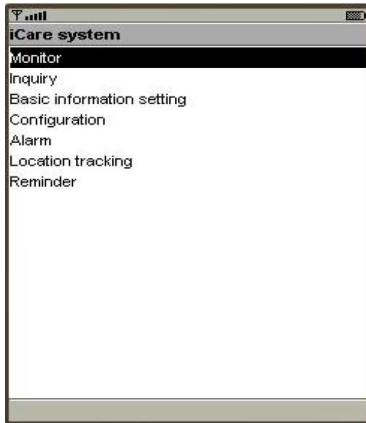 iCare system
Monitor
Inquiry
Basic information setting
Configuration
Alarm
Location tracking
Reminder